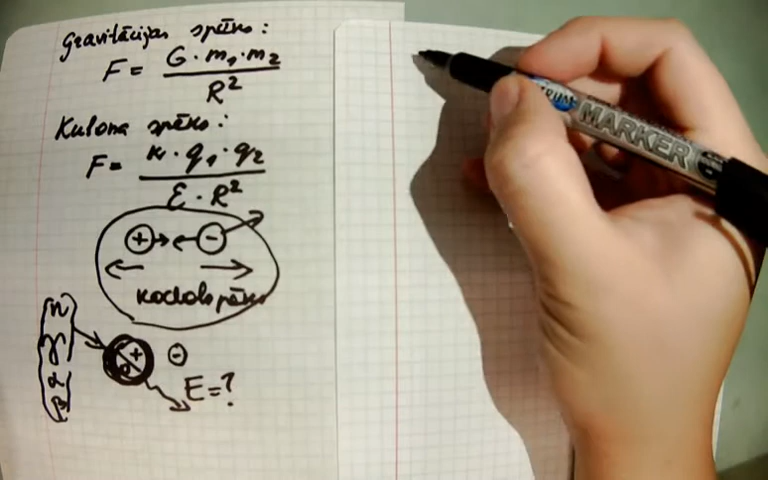 Gravitācijas spēks:
F = G · m₁ · m₂ / R²
Kulona spēks:
F = k · q₁ · q₂ / ε · R²
+ −
kodolspēks
n
γ
α
β
+ −
E = ?
MARKER